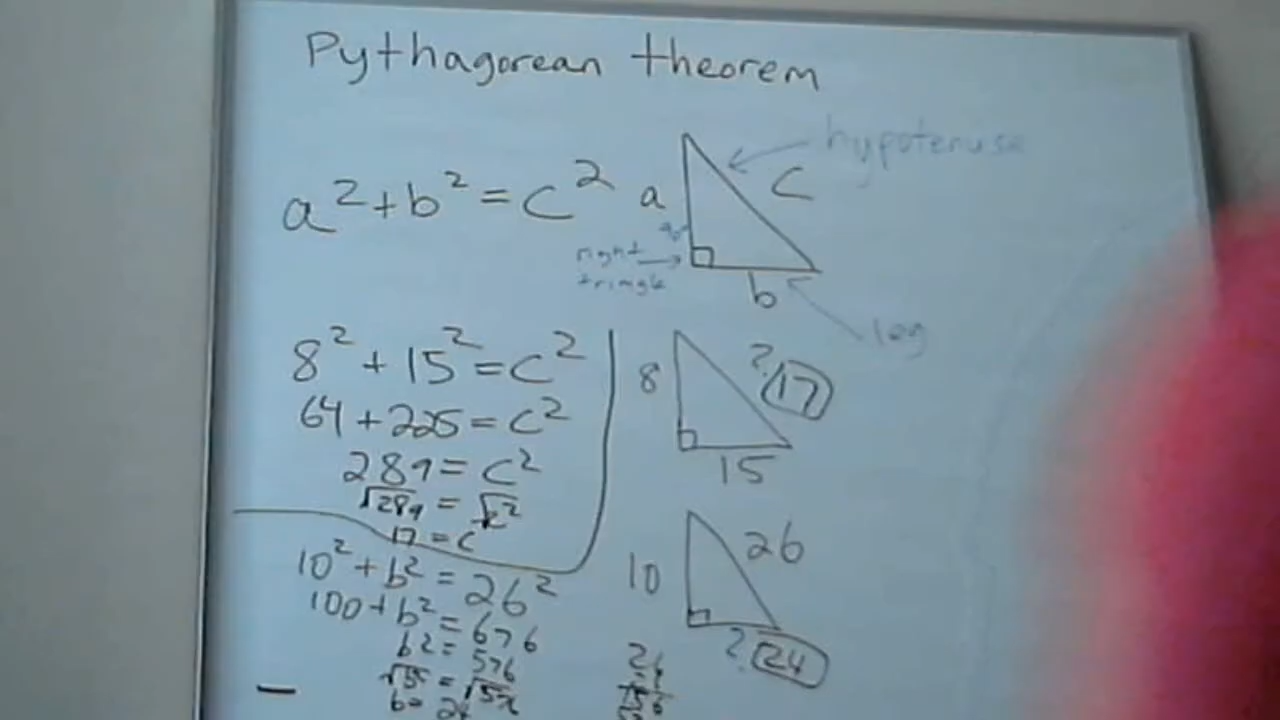 Pythagorean theorem
a² + b² = c²
a
c
hypotenuse
right
triangle
b
leg
8² + 15² = c²
64 + 225 = c²
289 = c²
√289 = √c²
17 = c
8
?
17
15
10² + b² = 26²
100 + b² = 676
b² = 576
10
26
?
24